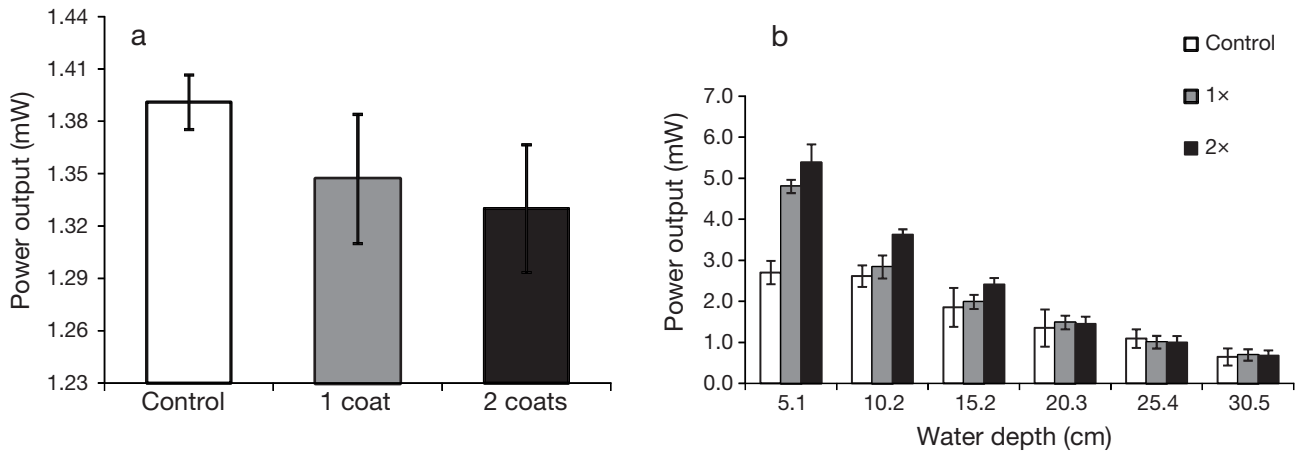 a
Power output (mW)
1.44
1.41
1.38
1.35
1.32
1.29
1.26
1.23
Control 1 coat 2 coats
b
Control
1×
2×
Power output (mW)
7.0
6.0
5.0
4.0
3.0
2.0
1.0
0.0
5.1 10.2 15.2 20.3 25.4 30.5
Water depth (cm)